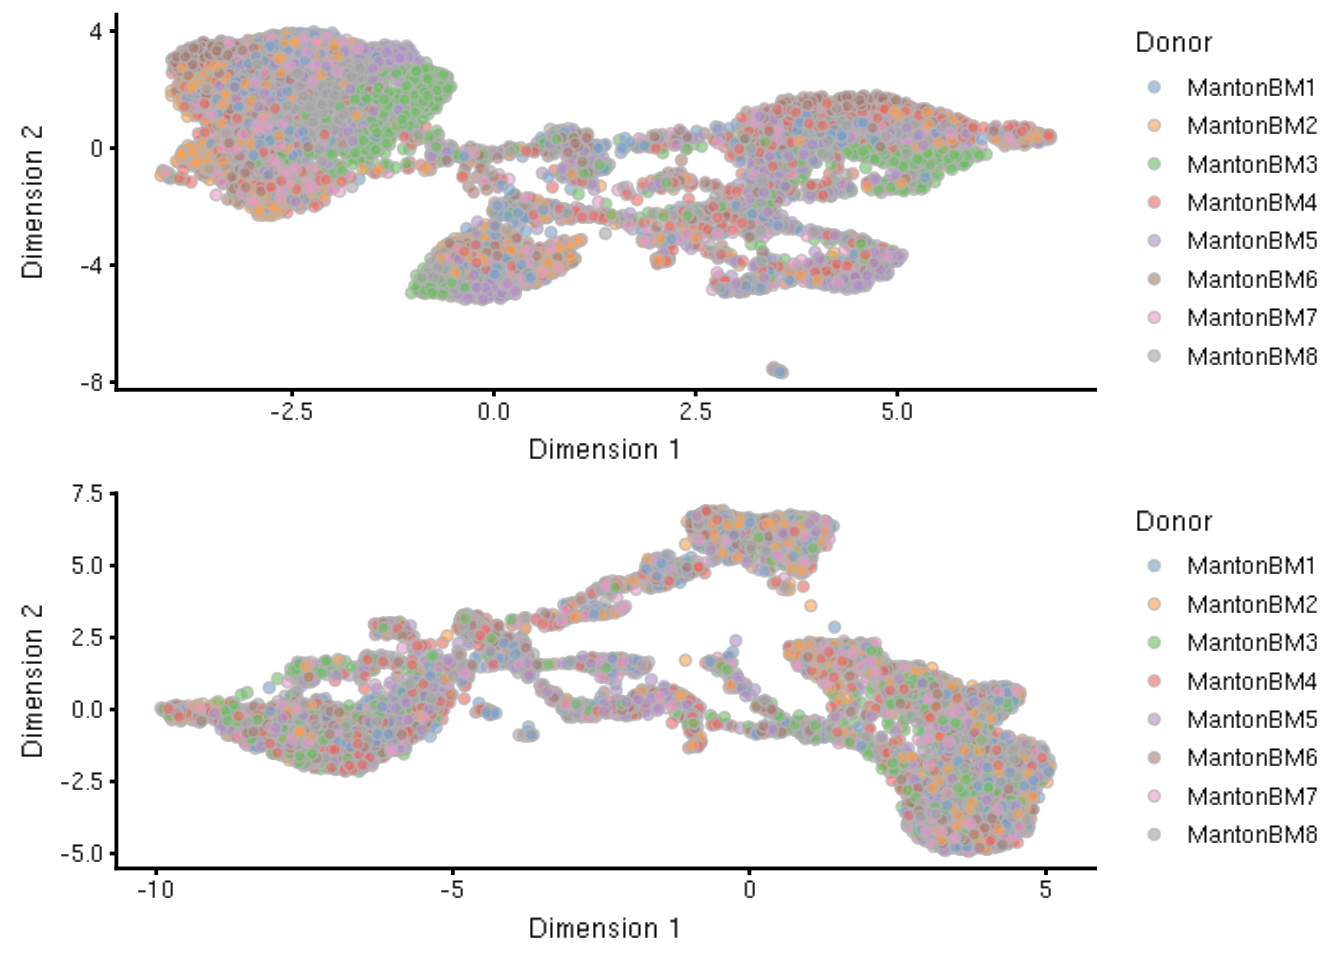 4
0
-4
-8
Dimension 2
-2.5
0.0
2.5
5.0
Dimension 1
Donor
MantonBM1
MantonBM2
MantonBM3
MantonBM4
MantonBM5
MantonBM6
MantonBM7
MantonBM8
7.5
5.0
2.5
0.0
-2.5
-5.0
Dimension 2
-10
-5
0
5
Dimension 1
Donor
MantonBM1
MantonBM2
MantonBM3
MantonBM4
MantonBM5
MantonBM6
MantonBM7
MantonBM8